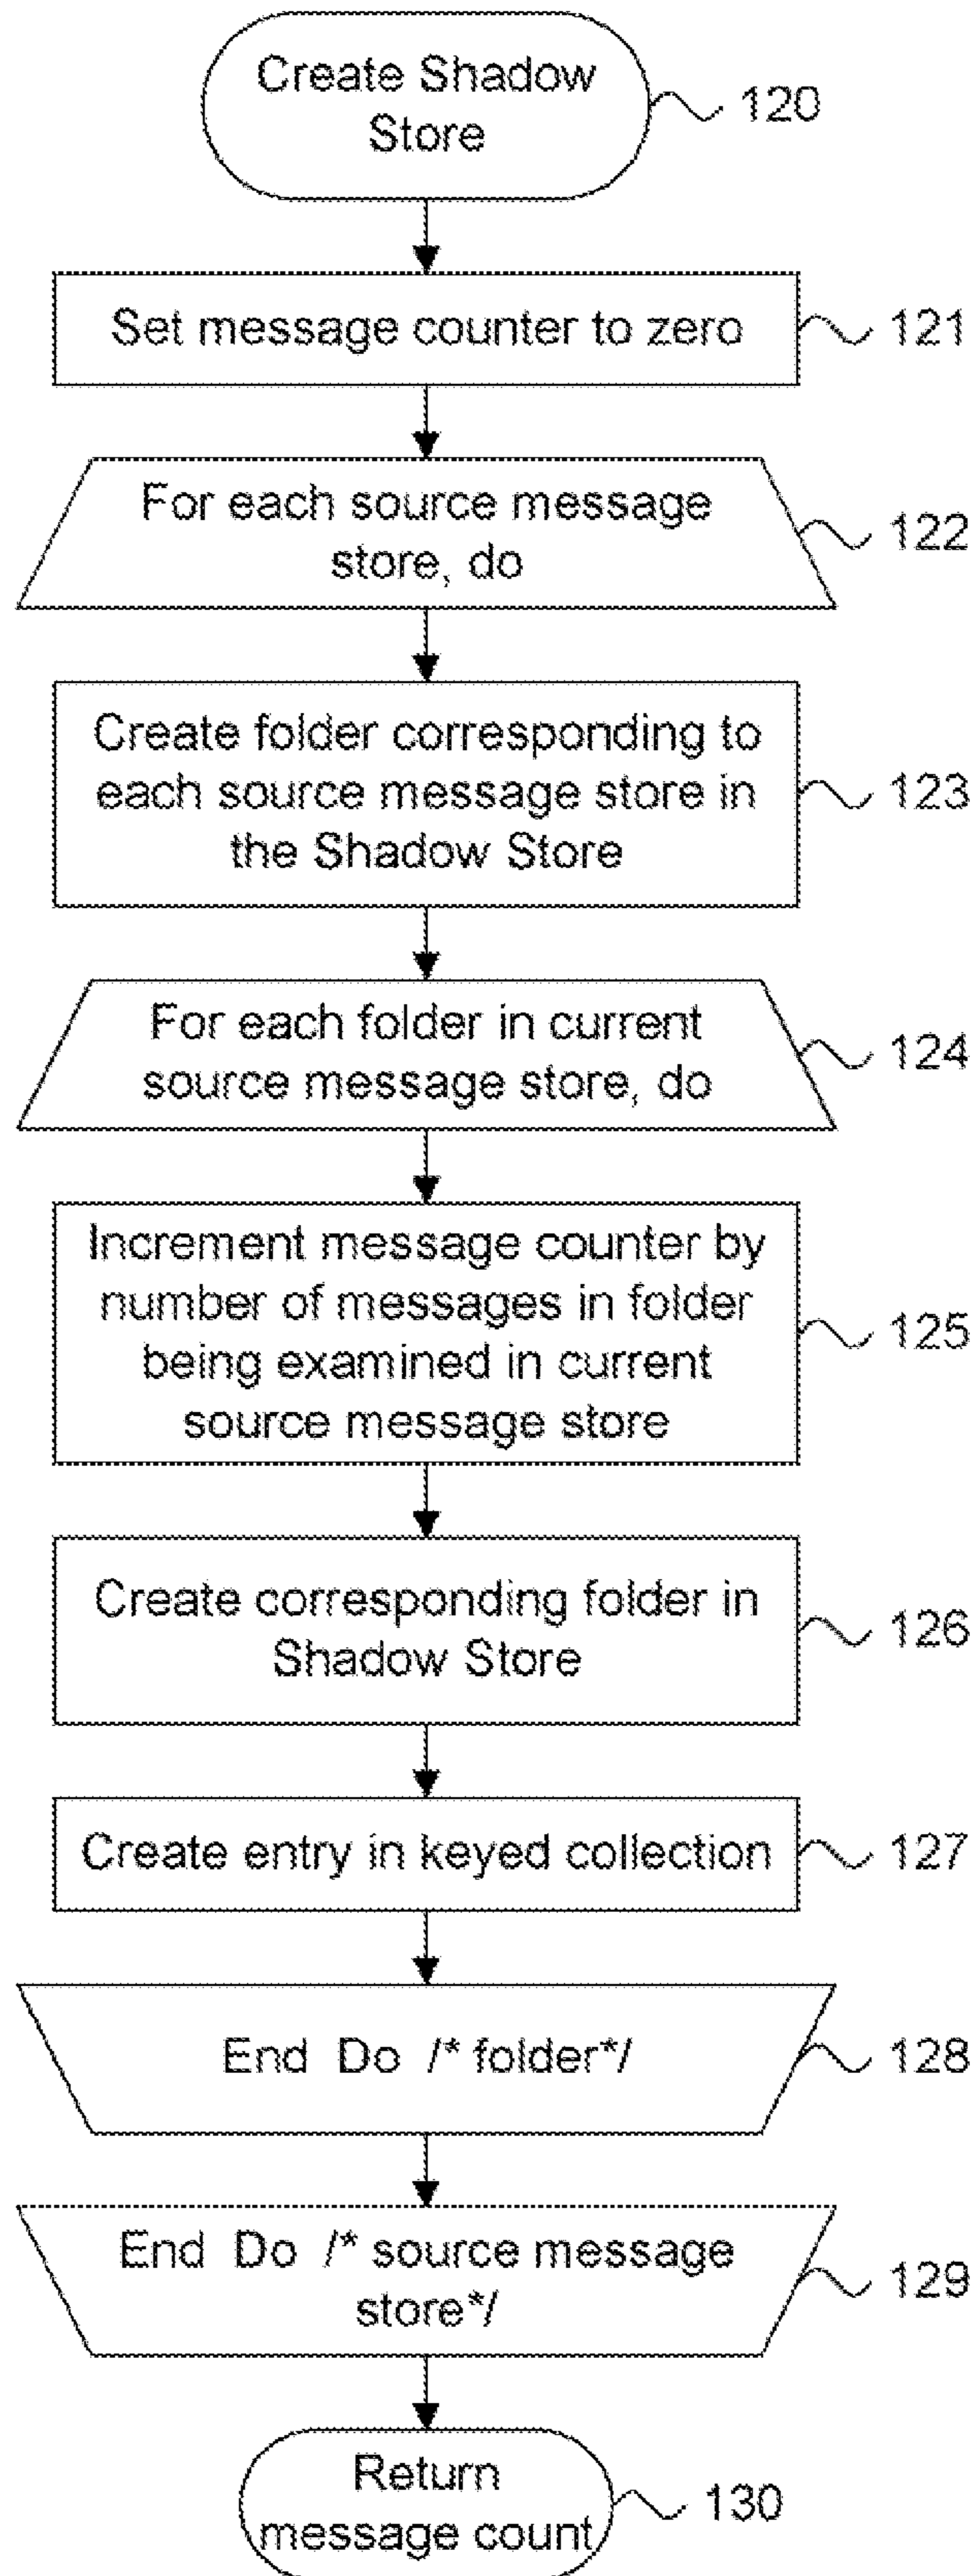 Create Shadow
Store
120
Set message counter to zero
121
For each source message
store, do
122
Create folder corresponding to
each source message store in
the Shadow Store
123
For each folder in current
source message store, do
124
Increment message counter by
number of messages in folder
being examined in current
source message store
125
Create corresponding folder in
Shadow Store
126
Create entry in keyed collection
127
End Do /* folder*/
128
End Do /* source message
store*/
129
Return
message count
130